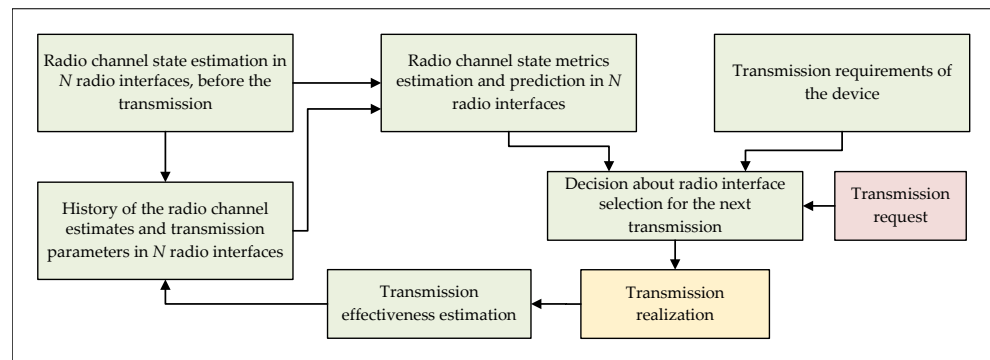 Radio channel state estimation in
N radio interfaces, before the
transmission
Radio channel state metrics
estimation and prediction in N
radio interfaces
Transmission requirements of
the device
History of the radio channel
estimates and transmission
parameters in N radio interfaces
Decision about radio interface
selection for the next
transmission
Transmission
request
Transmission
effectiveness estimation
Transmission
realization